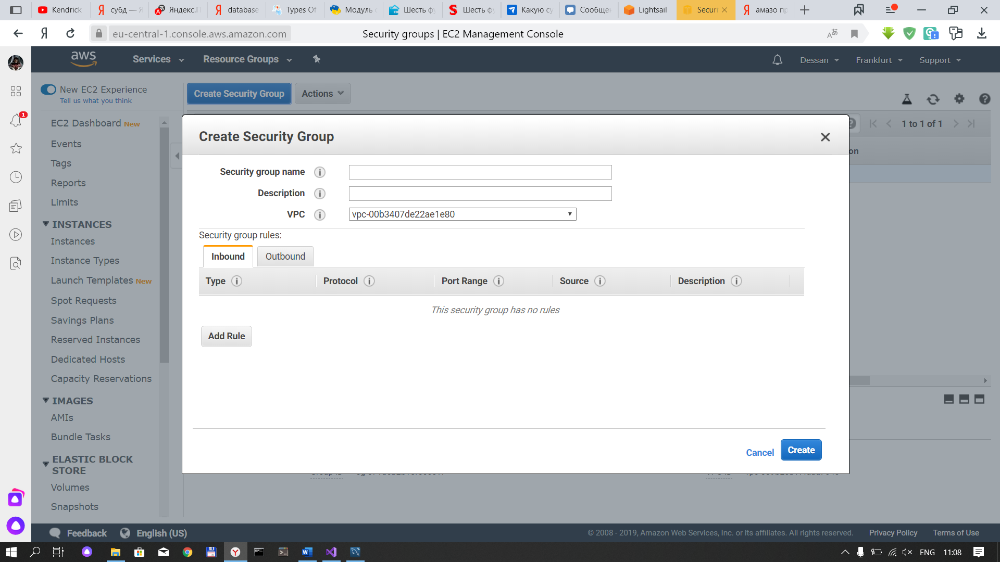 Kendrick
субд — Я
Яндекс.П
database
Types Of
Модуль
Шесть фу
Шесть фу
Какую су
Сообщен
Lightsail
Securi
амазо пр
eu-central-1.console.aws.amazon.com
Security groups | EC2 Management Console
aws
Services
Resource Groups
Dessan
Frankfurt
Support
New EC2 Experience
Tell us what you think
Create Security Group
Actions
1
EC2 Dashboard New
Events
Tags
Reports
Limits
INSTANCES
Instances
Instance Types
Launch Templates New
Spot Requests
Savings Plans
Reserved Instances
Dedicated Hosts
Capacity Reservations
IMAGES
AMIs
Bundle Tasks
ELASTIC BLOCK
STORE
Volumes
Snapshots
1 to 1 of 1
on
Create Security Group
Security group name
Description
VPC
vpc-00b3407de22ae1e80
Security group rules:
Inbound
Outbound
Type
Protocol
Port Range
Source
Description
This security group has no rules
Add Rule
Cancel
Create
Feedback
English (US)
© 2008 - 2019, Amazon Web Services, Inc. or its affiliates. All rights reserved.
Privacy Policy
Terms of Use
ENG
11:08